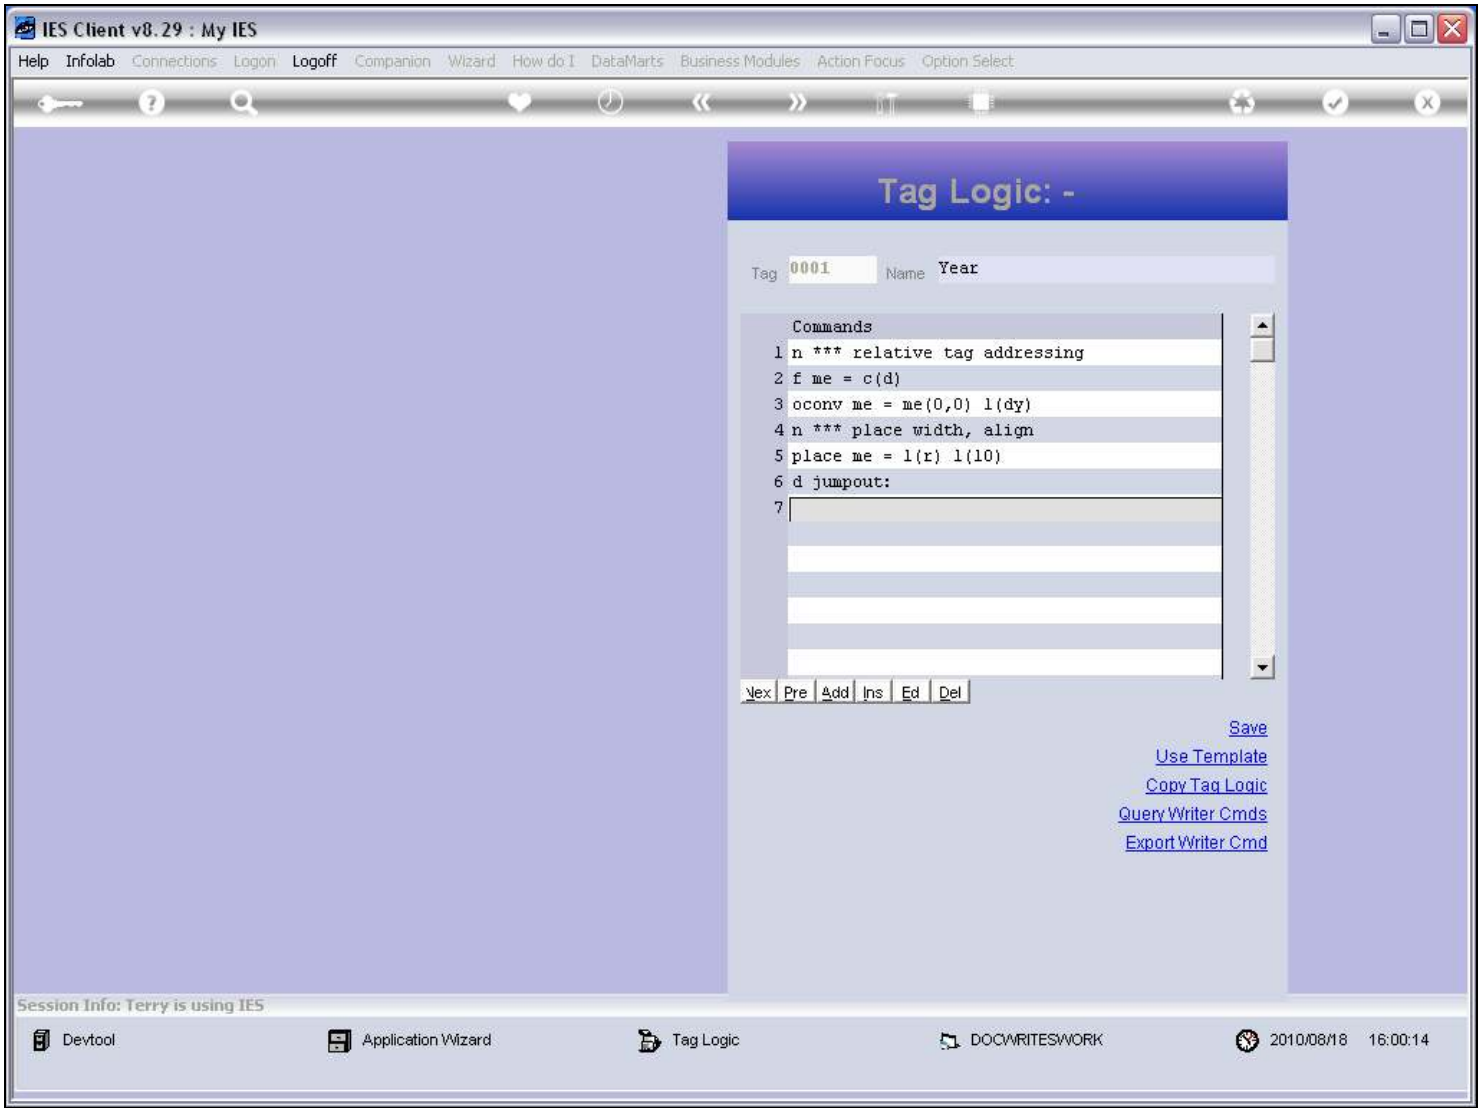 IES Client v8.29 : My IES
Help Infolab Connections Logon Logoff Companion Wizard How do I DataMarts Business Modules Action Focus Option Select
Tag Logic: -
Tag 0001 Name Year
Commands
1 n *** relative tag addressing
2 f me = c(d)
3 oconv me = me(0,0) l(dy)
4 n *** place width, align
5 place me = l(r) l(10)
6 d jumpout:
7
Nex Pre Add Ins Ed Del
Save
Use Template
Copy Tag Logic
Query Writer Cmds
Export Writer Cmd
Session Info: Terry is using IES
Devtool Application Wizard Tag Logic DOCWRITESWORK 2010/08/18 16:00:14